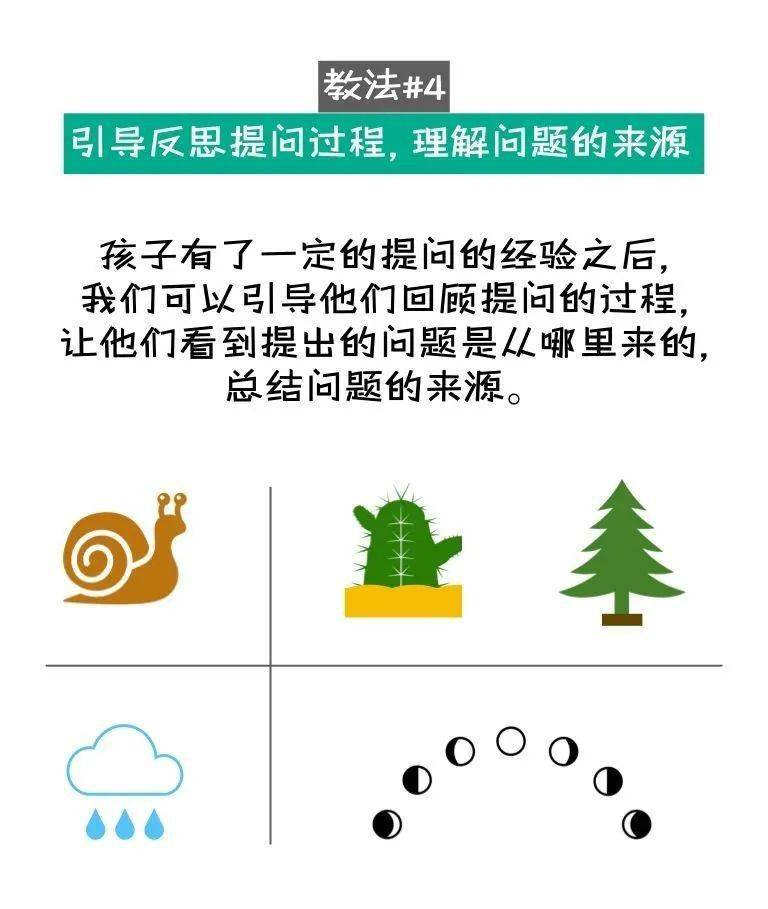 教法#4
引导反思提问过程, 理解问题的来源
孩子有了一定的提问的经验之后,
我们可以引导他们回顾提问的过程,
让他们看到提出的问题是从哪里来的,
总结问题的来源。